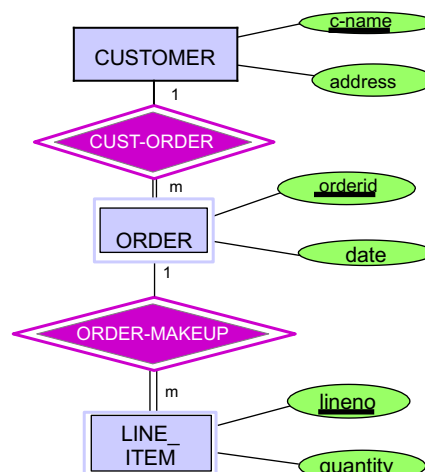 c-name
CUSTOMER
address
1
CUST-ORDER
m
orderid
ORDER
date
1
ORDER-MAKEUP
m
lineno
LINE_
ITEM
quantity